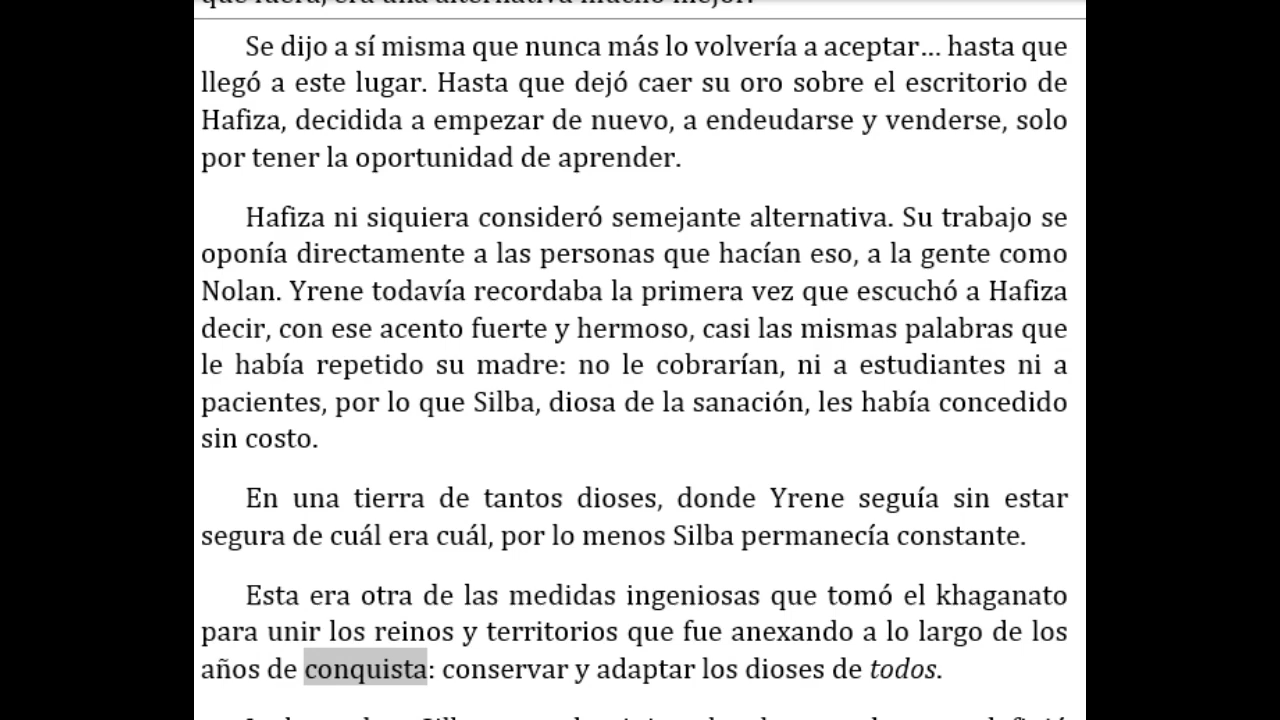 que fuera, era una alternativa mucho mejor.
Se dijo a sí misma que nunca más lo volvería a aceptar... hasta que
llegó a este lugar. Hasta que dejó caer su oro sobre el escritorio de
Hafiza, decidida a empezar de nuevo, a endeudarse y venderse, solo
por tener la oportunidad de aprender.
Hafiza ni siquiera consideró semejante alternativa. Su trabajo se
oponía directamente a las personas que hacían eso, a la gente como
Nolan. Yrene todavía recordaba la primera vez que escuchó a Hafiza
decir, con ese acento fuerte y hermoso, casi las mismas palabras que
le había repetido su madre: no le cobrarían, ni a estudiantes ni a
pacientes, por lo que Silba, diosa de la sanación, les había concedido
sin costo.
En una tierra de tantos dioses, donde Yrene seguía sin estar
segura de cuál era cuál, por lo menos Silba permanecía constante.
Esta era otra de las medidas ingeniosas que tomó el khaganato
para unir los reinos y territorios que fue anexando a lo largo de los
años de conquista: conservar y adaptar los dioses de todos.